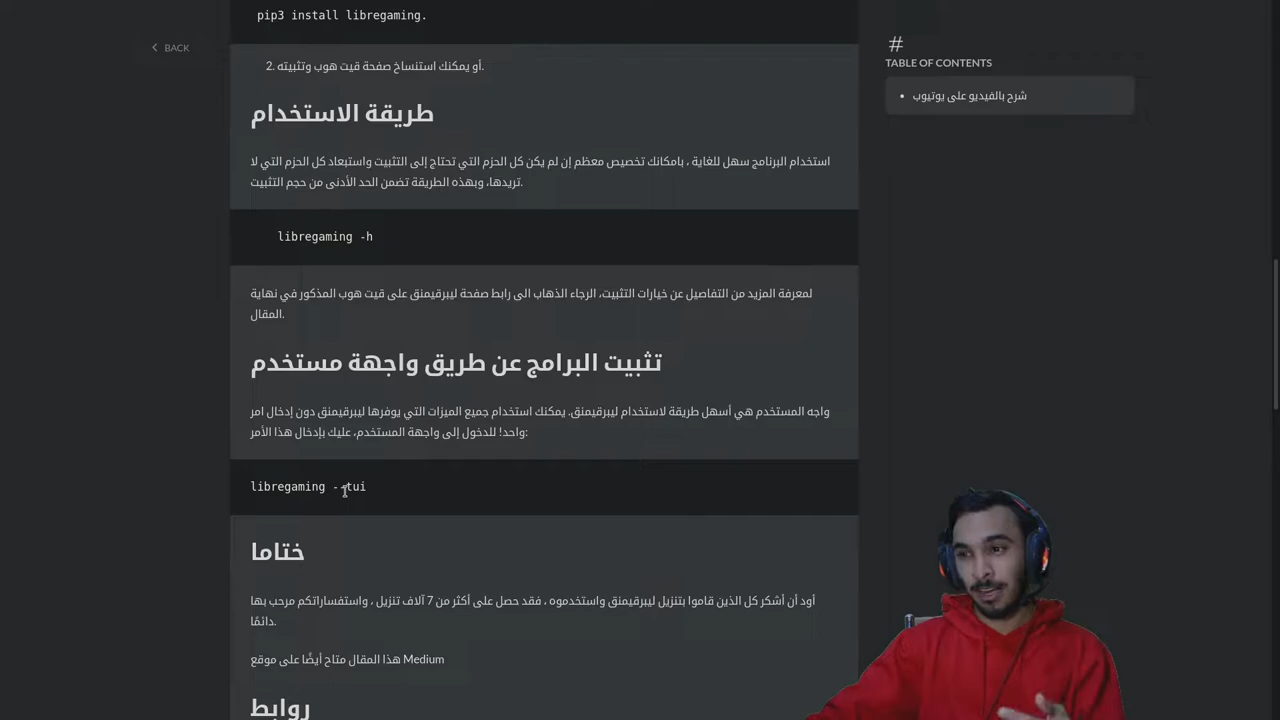 pip3 install libregaming.
BACK
2. أو يمكنك استنساخ صفحة قيت هوب وتثبيته.
طريقة الاستخدام
استخدام البرنامج سهل للغاية ، بامكانك تخصيص معظم إن لم يكن كل الحزم التي تحتاج إلى التثبيت واستبعاد كل الحزم التي لا
تريدها، وبهذه الطريقة تضمن الحد الأدنى من حجم التثبيت.
libregaming -h
لمعرفة المزيد من التفاصيل عن خيارات التثبيت، الرجاء الذهاب الى رابط صفحة ليبرقيمنق على قيت هوب المذكور في نهاية
المقال.
تثبيت البرامج عن طريق واجهة مستخدم
واجه المستخدم هي أسهل طريقة لاستخدام ليبرقيمنق. يمكنك استخدام جميع الميزات التي يوفرها ليبرقيمنق دون إدخال امر
واحد! للدخول إلى واجهة المستخدم، عليك بإدخال هذا الأمر:
libregaming --tui
ختاما
أود أن أشكر كل الذين قاموا بتنزيل ليبرقيمنق واستخدموه ، فقد حصل على أكثر من 7 آلاف تنزيل ، واستفساراتكم مرحب بها
دائمًا.
هذا المقال متاح أيضًا على موقع Medium
روابط
#
TABLE OF CONTENTS
• شرح بالفيديو على يوتيوب